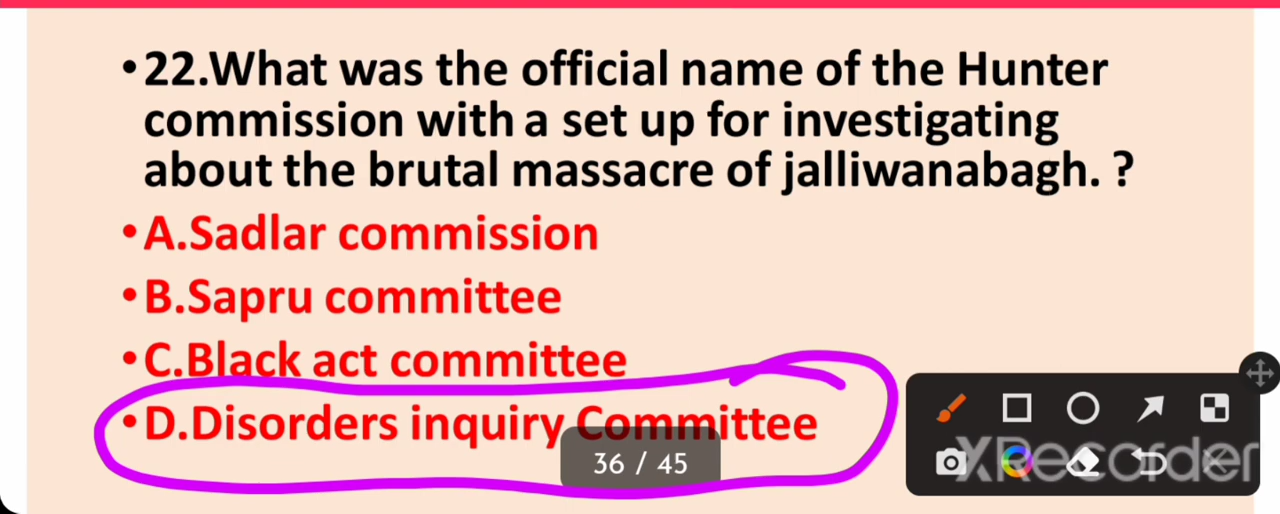 •22.What was the official name of the Hunter
commission with a set up for investigating
about the brutal massacre of jalliwanabagh. ?
•A.Sadlar commission
•B.Sapru committee
•C.Black act committee
•D.Disorders inquiry Committee
36 / 45
XRecorder